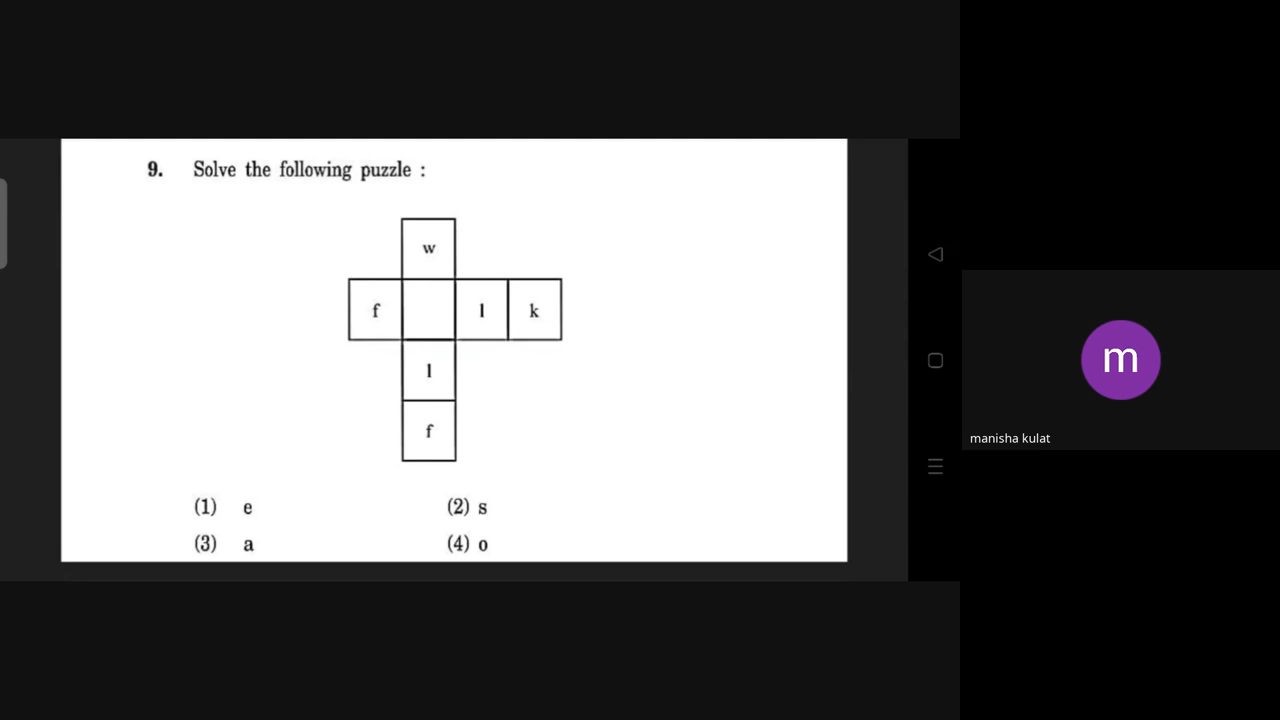 9. Solve the following puzzle :
w
f l k
l
f
(1) e (2) s
(3) a (4) o
m
manisha kulat